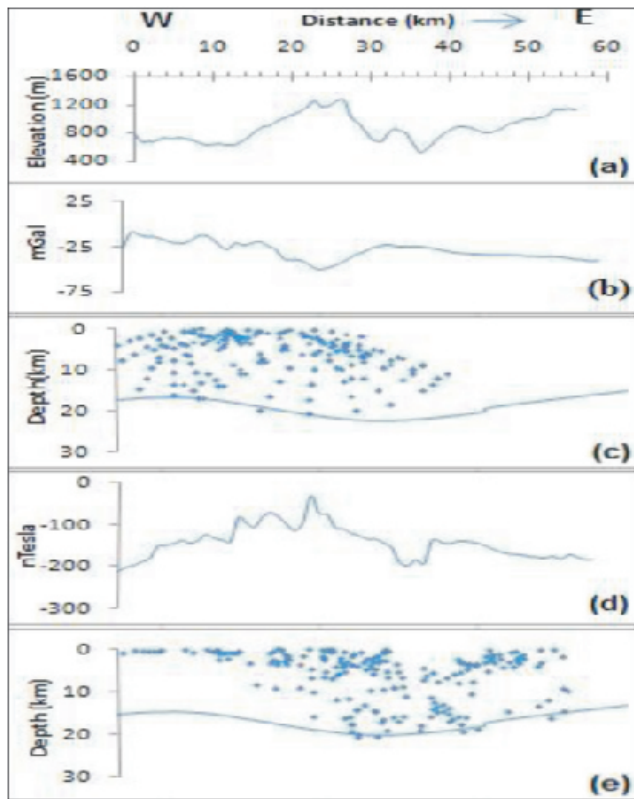 W Distance (km) E
0 10 20 30 40 50 60
Elevation(m)
1600
1200
800
400
(a)
mGal
25
-25
-75
(b)
Depth(km)
0
10
20
30
(c)
nTesla
0
-100
-200
-300
(d)
Depth (km)
0
10
20
30
(e)